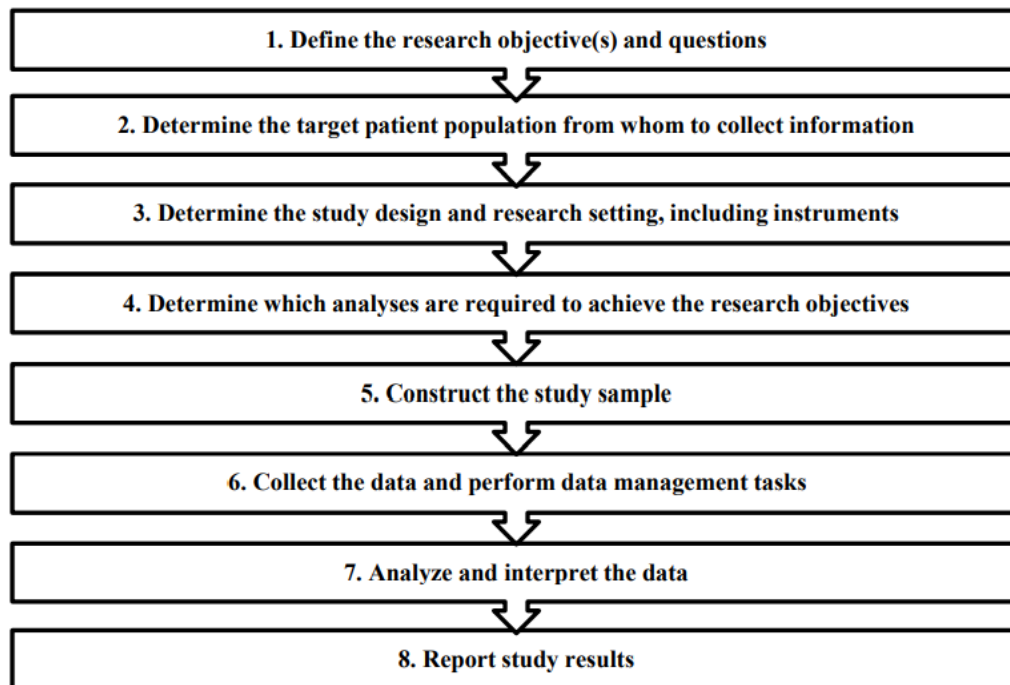 1. Define the research objective(s) and questions
2. Determine the target patient population from whom to collect information
3. Determine the study design and research setting, including instruments
4. Determine which analyses are required to achieve the research objectives
5. Construct the study sample
6. Collect the data and perform data management tasks
7. Analyze and interpret the data
8. Report study results